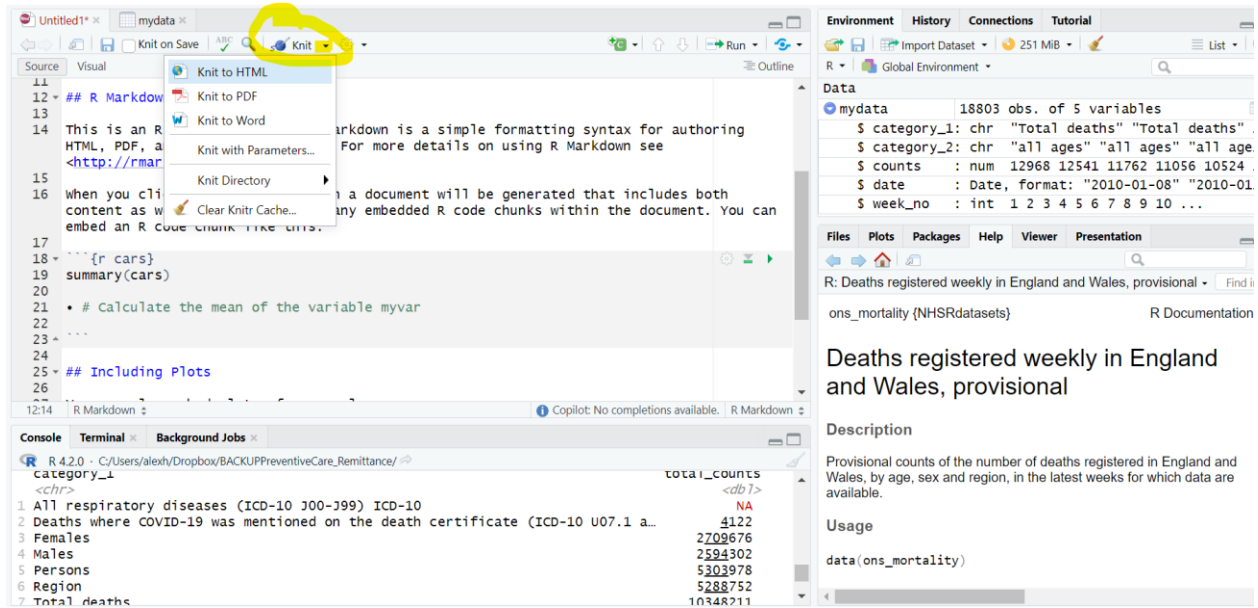 Untitled1*
mydata
Knit on Save
ABC
Knit
Run
Source
Visual
Outline
Knit to HTML
Knit to PDF
Knit to Word
Knit with Parameters...
Knit Directory
Clear Knitr Cache...
11
12 ## R Markdow
13
14 This is an R arkdown is a simple formatting syntax for authoring
HTML, PDF, a For more details on using R Markdown see
<http://rmar
15
16 When you cli a document will be generated that includes both
content as w any embedded R code chunks within the document. You can
embed an R code chunk like this:
17
18 ```{r cars}
19 summary(cars)
20
21 • # Calculate the mean of the variable myvar
22
23 ```
24
25 ## Including Plots
26
12:14 R Markdown
Copilot: No completions available. R Markdown
Console Terminal Background Jobs
R 4.2.0 · C:/Users/alexh/Dropbox/BACKUPPreventiveCare_Remittance/
category_1 total_counts
<chr> <dbl>
1 All respiratory diseases (ICD-10 J00-J99) ICD-10 NA
2 Deaths where COVID-19 was mentioned on the death certificate (ICD-10 U07.1 a… 4122
3 Females 2709676
4 Males 2594302
5 Persons 5303978
6 Region 5288752
7 Total deaths 10348211
Environment History Connections Tutorial
Import Dataset 251 MiB List
R Global Environment
Data
mydata 18803 obs. of 5 variables
$ category_1: chr "Total deaths" "Total deaths"
$ category_2: chr "all ages" "all ages" "all age
$ counts : num 12968 12541 11762 11056 10524
$ date : Date, format: "2010-01-08" "2010-01
$ week_no : int 1 2 3 4 5 6 7 8 9 10 ...
Files Plots Packages Help Viewer Presentation
R: Deaths registered weekly in England and Wales, provisional Find i
ons_mortality {NHSRdatasets} R Documentation
Deaths registered weekly in England
and Wales, provisional
Description
Provisional counts of the number of deaths registered in England and
Wales, by age, sex and region, in the latest weeks for which data are
available.
Usage
data(ons_mortality)